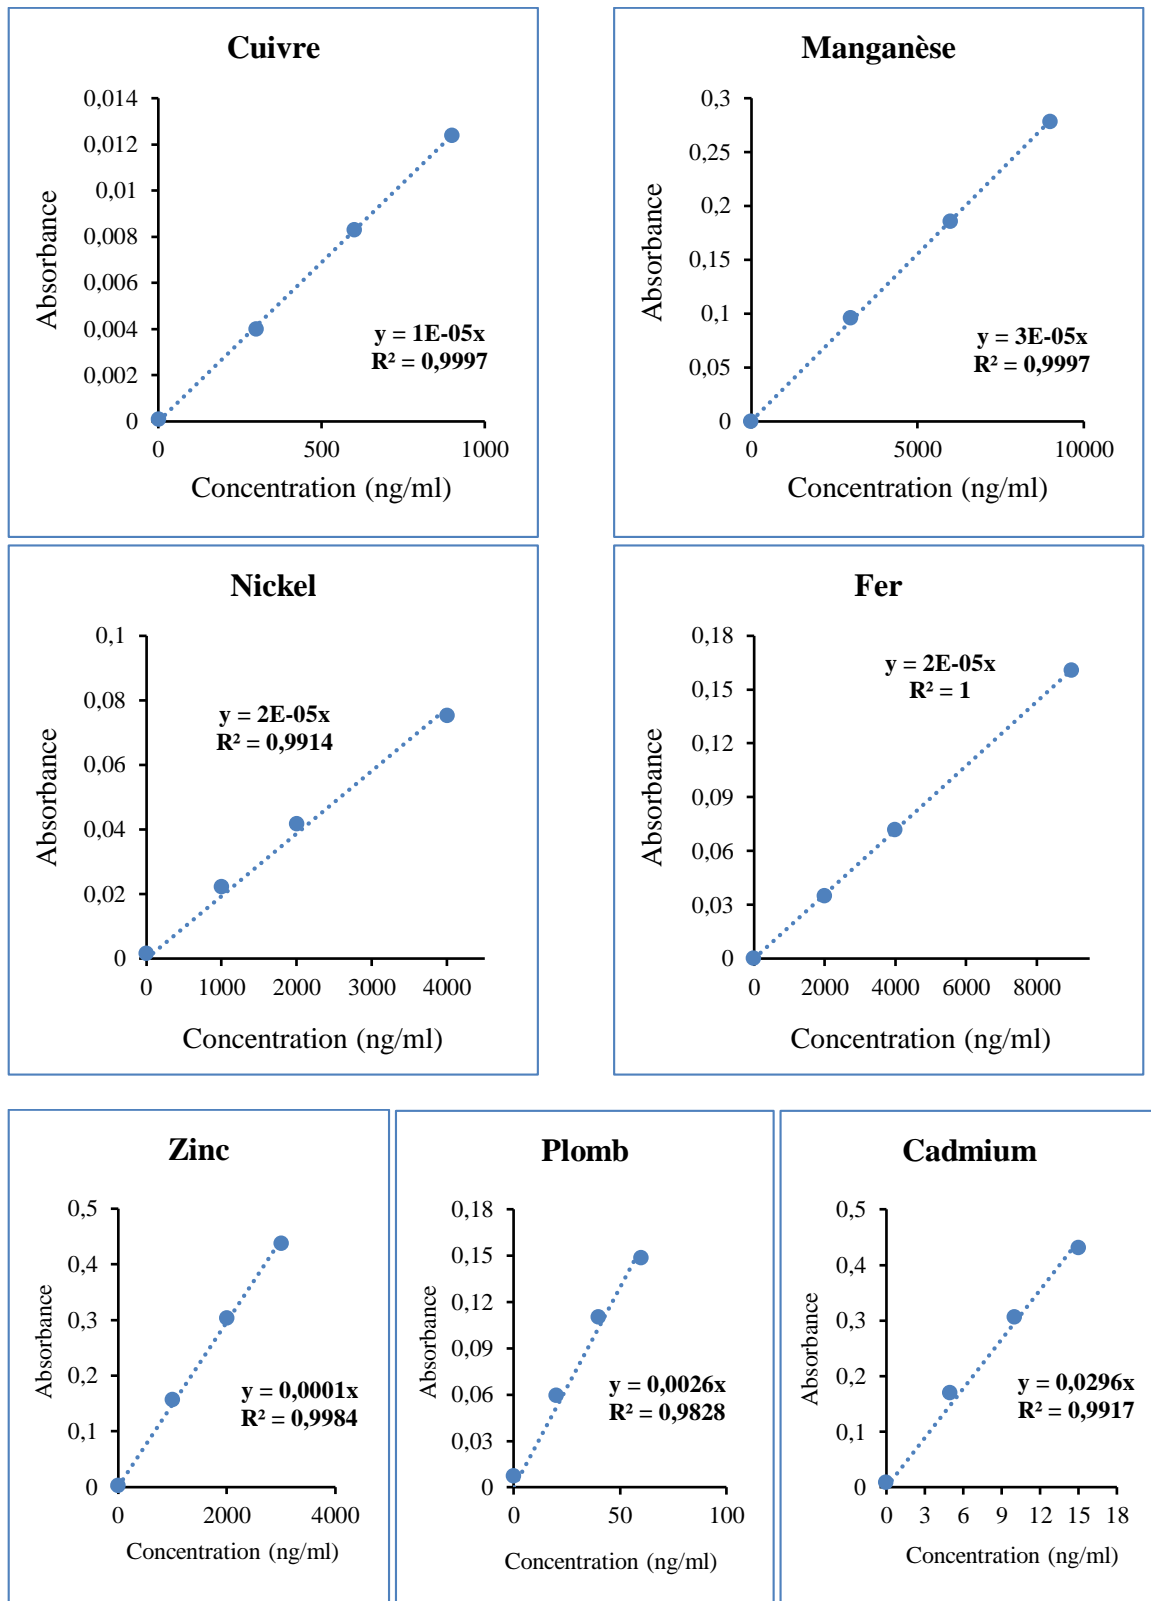 Cuivre
0,014
0,012
0,01
0,008
0,006
0,004
0,002
0
Absorbance
y = 1E-05x
R² = 0,9997
0 500 1000
Concentration (ng/ml)
Manganèse
0,3
0,25
0,2
0,15
0,1
0,05
0
Absorbance
y = 3E-05x
R² = 0,9997
0 5000 10000
Concentration (ng/ml)
Nickel
0,1
0,08
0,06
0,04
0,02
0
Absorbance
y = 2E-05x
R² = 0,9914
0 1000 2000 3000 4000
Concentration (ng/ml)
Fer
0,18
0,15
0,12
0,09
0,06
0,03
0
Absorbance
y = 2E-05x
R² = 1
0 2000 4000 6000 8000
Concentration (ng/ml)
Zinc
0,5
0,4
0,3
0,2
0,1
0
Absorbance
y = 0,0001x
R² = 0,9984
0 2000 4000
Concentration (ng/ml)
Plomb
0,18
0,15
0,12
0,09
0,06
0,03
0
Absorbance
y = 0,0026x
R² = 0,9828
0 50 100
Concentration (ng/ml)
Cadmium
0,5
0,4
0,3
0,2
0,1
0
Absorbance
y = 0,0296x
R² = 0,9917
0 3 6 9 12 15 18
Concentration (ng/ml)